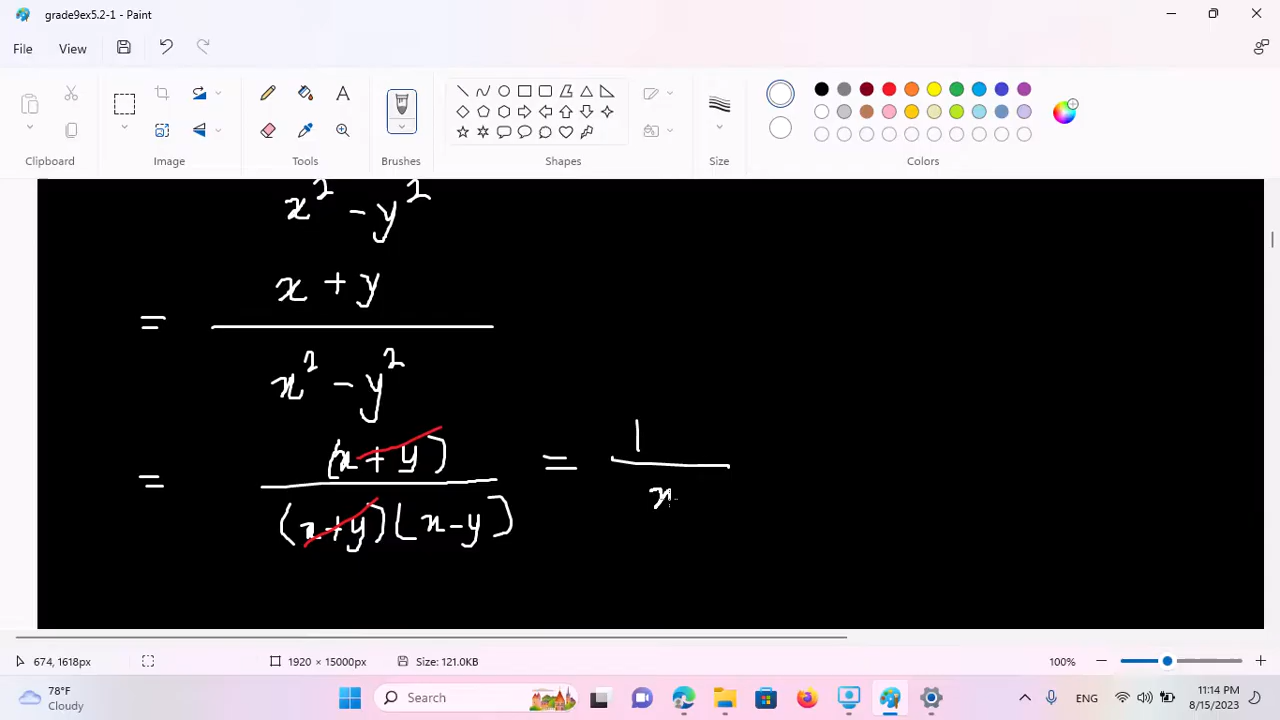 grade9ex5.2-1 - Paint
File View
Clipboard Image Tools Brushes Shapes Size Colors
x² - y²
x + y
=
x² - y²
(x + y) 1
= =
(x+y)(x-y) x
674, 1618px 1920 × 15000px Size: 121.0KB 100%
78°F
Cloudy
Search
ENG
11:14 PM
8/15/2023